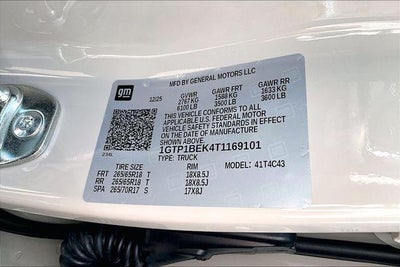 gm
MFD BY GENERAL MOTORS LLC
12/25 GVWR GAWR FRT GAWR RR
2767 KG 1588 KG 1633 KG
6100 LB 3500 LB 3600 LB
THIS VEHICLE CONFORMS TO ALL
APPLICABLE U.S. FEDERAL MOTOR
VEHICLE SAFETY STANDARDS IN EFFECT
ON THE DATE OF MANUFACTURE
SHOWN ABOVE.
1GTP1BEK4T1169101
TYPE: TRUCK MODEL: 41T4C43
TIRE SIZE RIM
FRT 265/65R18 T 18X8.5J
RR 265/65R18 T 18X8.5J
SPA 265/70R17 S 17X8J